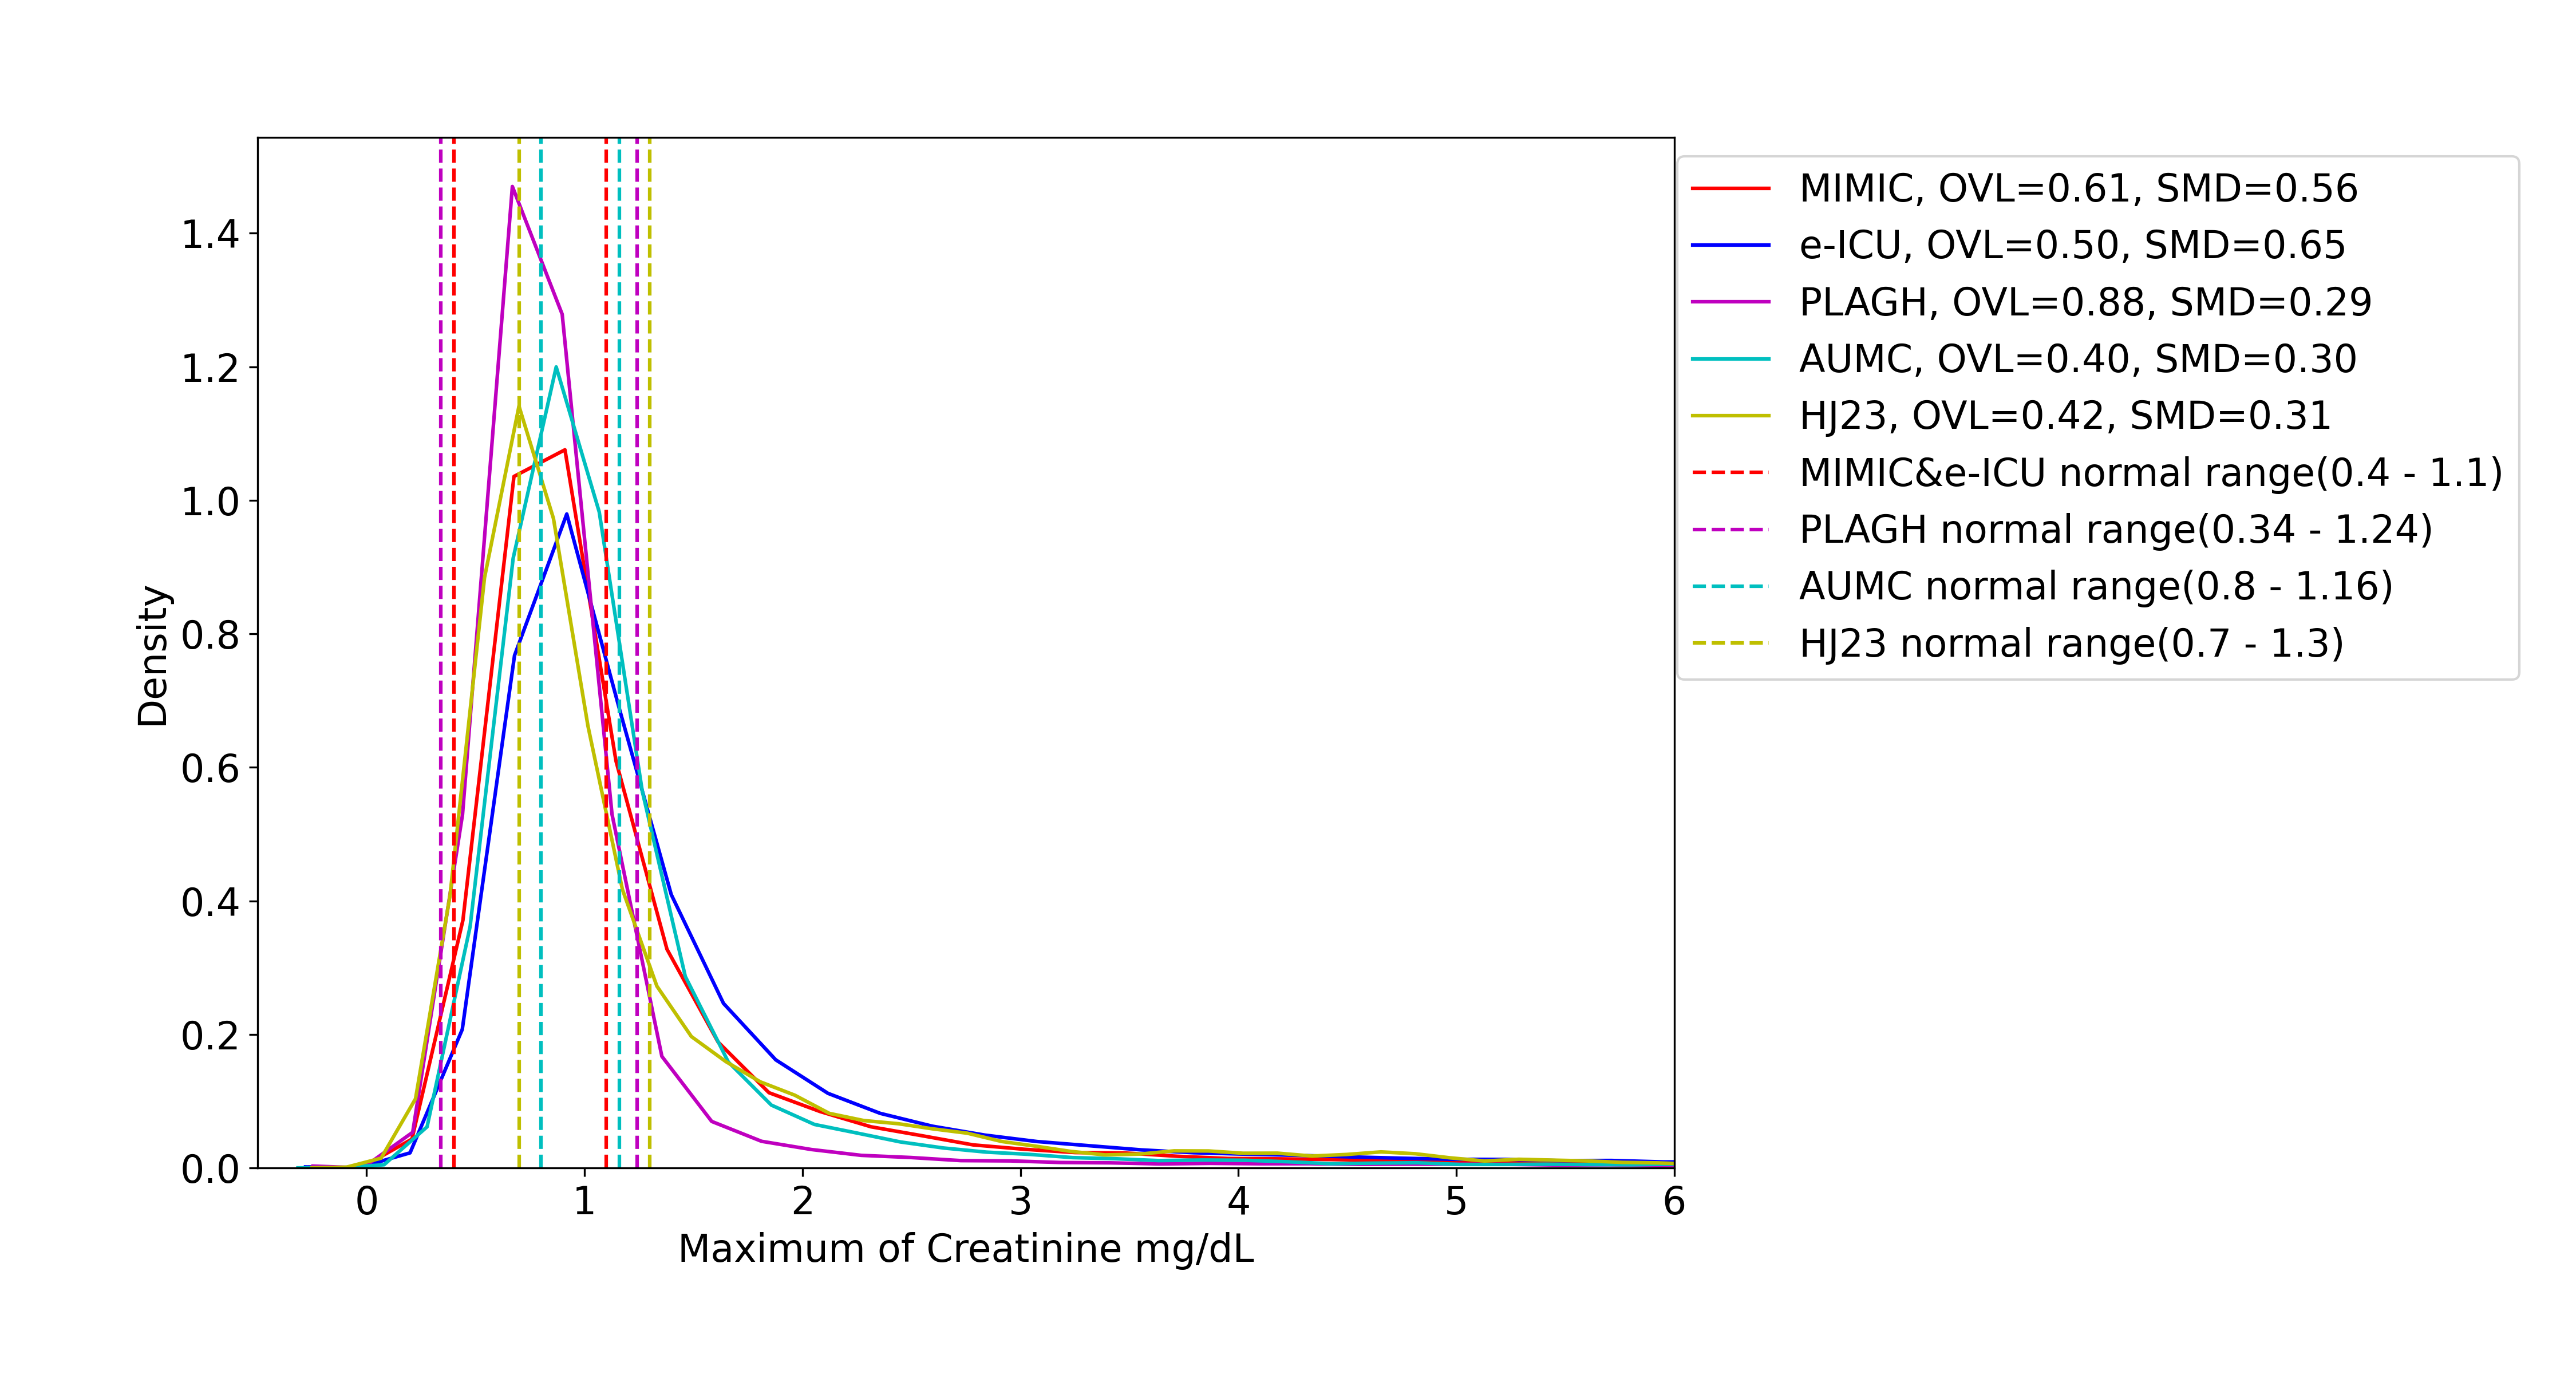 MIMIC, OVL=0.61, SMD=0.56
e-ICU, OVL=0.50, SMD=0.65
PLAGH, OVL=0.88, SMD=0.29
AUMC, OVL=0.40, SMD=0.30
HJ23, OVL=0.42, SMD=0.31
MIMIC&e-ICU normal range(0.4 - 1.1)
PLAGH normal range(0.34 - 1.24)
AUMC normal range(0.8 - 1.16)
HJ23 normal range(0.7 - 1.3)
Density
1.4
1.2
1.0
0.8
0.6
0.4
0.2
0.0
0 1 2 3 4 5 6
Maximum of Creatinine mg/dL